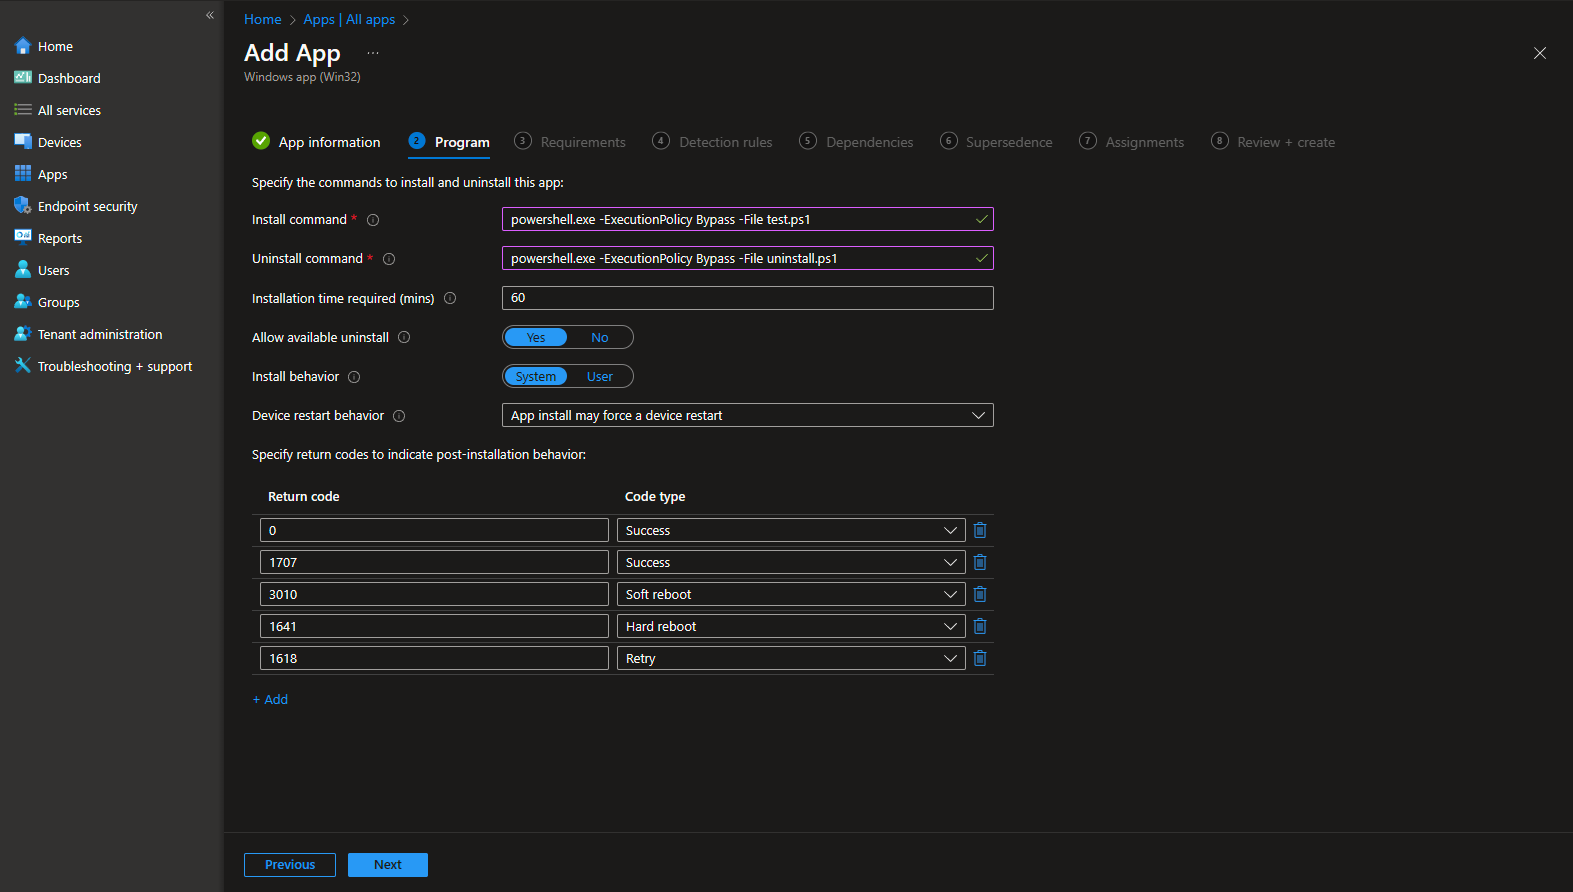 «
Home
Dashboard
All services
Devices
Apps
Endpoint security
Reports
Users
Groups
Tenant administration
Troubleshooting + support
Home > Apps | All apps >
Add App ...
Windows app (Win32)
App information 2 Program 3 Requirements 4 Detection rules 5 Dependencies 6 Supersedence 7 Assignments 8 Review + create
Specify the commands to install and uninstall this app:
Install command * powershell.exe -ExecutionPolicy Bypass -File test.ps1
Uninstall command * powershell.exe -ExecutionPolicy Bypass -File uninstall.ps1
Installation time required (mins) 60
Allow available uninstall Yes No
Install behavior System User
Device restart behavior App install may force a device restart
Specify return codes to indicate post-installation behavior:
Return code Code type
0 Success
1707 Success
3010 Soft reboot
1641 Hard reboot
1618 Retry
+ Add
Previous Next